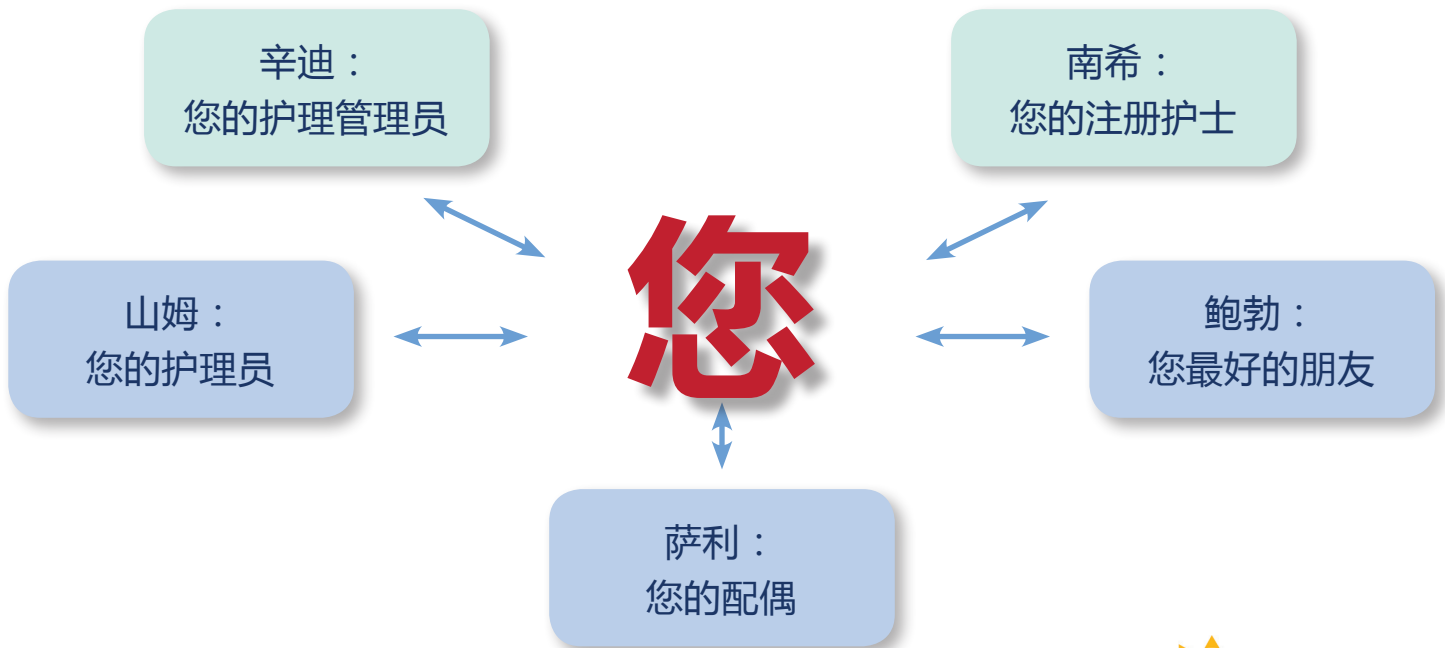 辛迪：
您的护理管理员
南希：
您的注册护士
您
山姆：
您的护理员
鲍勃：
您最好的朋友
萨利：
您的配偶